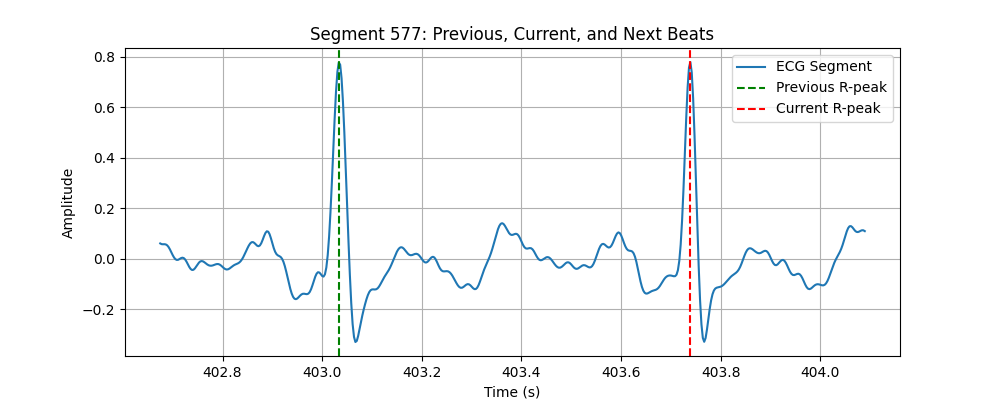 Segment 577: Previous, Current, and Next Beats
ECG Segment
Previous R-peak
Current R-peak
Amplitude
0.8
0.6
0.4
0.2
0.0
−0.2
402.8 403.0 403.2 403.4 403.6 403.8 404.0
Time (s)